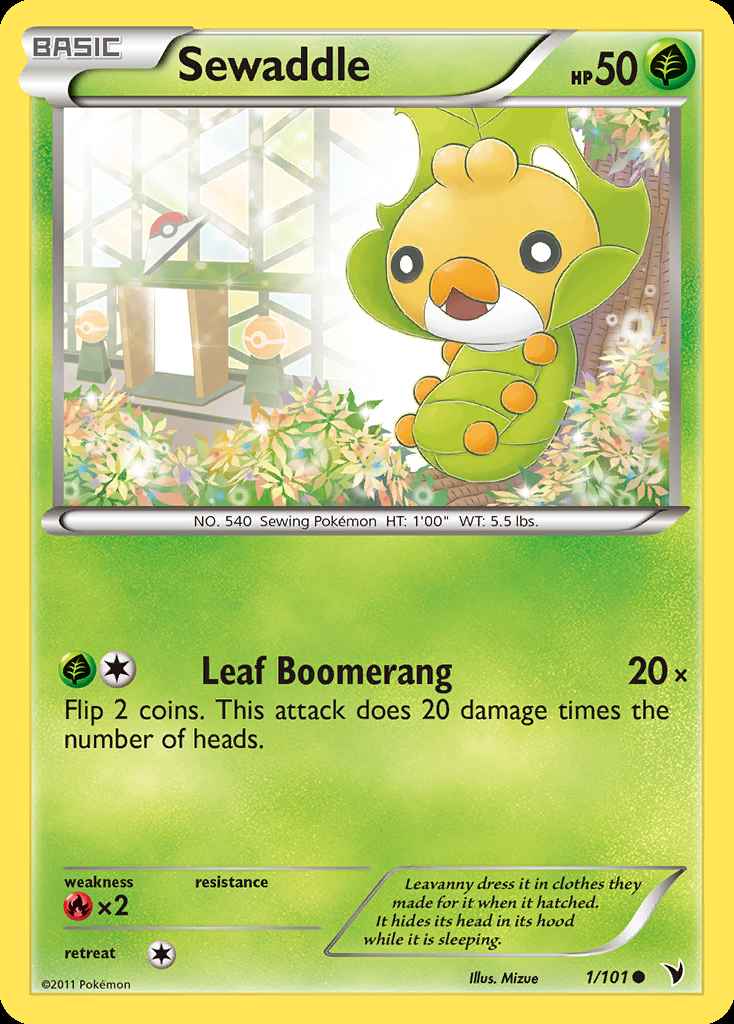 BASIC
Sewaddle
HP 50
NO. 540 Sewing Pokémon HT: 1'00" WT: 5.5 lbs.
Leaf Boomerang 20×
Flip 2 coins. This attack does 20 damage times the
number of heads.
weakness resistance
×2
retreat
Leavanny dress it in clothes they
made for it when it hatched.
It hides its head in its hood
while it is sleeping.
Illus. Mizue 1/101
©2011 Pokémon